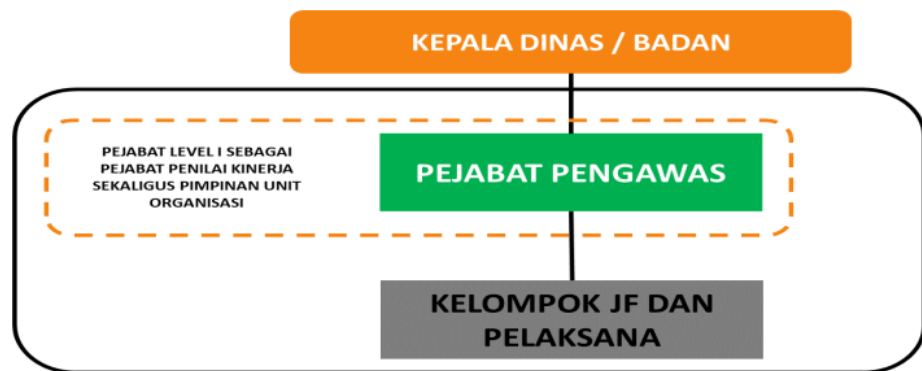 KEPALA DINAS / BADAN
PEJABAT LEVEL I SEBAGAI
PEJABAT PENILAI KINERJA
SEKALIGUS PIMPINAN UNIT
ORGANISASI
PEJABAT PENGAWAS
KELOMPOK JF DAN
PELAKSANA